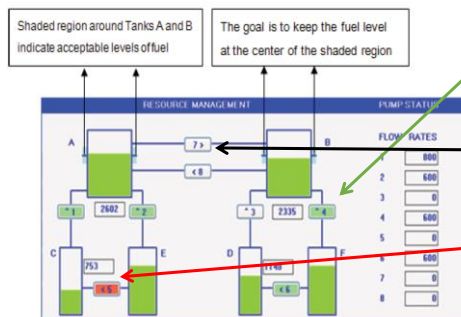 Shaded region around Tanks A and B
indicate acceptable levels of fuel
The goal is to keep the fuel level
at the center of the shaded region
RESOURCE MANAGEMENT
PUMP STATUS
A
7 >
B
< 8
FLOW RATES
1 800
2 600
3 0
4 600
5 0
6 600
7 0
8 0
^ 1
2602
^ 2
^ 3
2335
^ 4
C
753
E
D
F
< 5
< 6